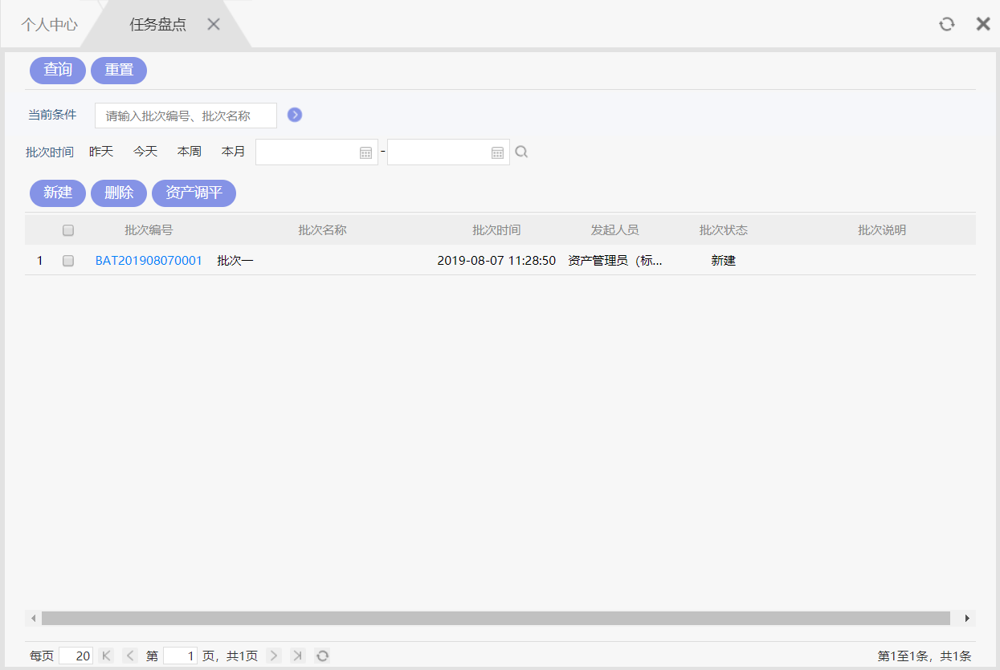 个人中心 任务盘点
查询 重置
当前条件 请输入批次编号、批次名称
批次时间 昨天 今天 本周 本月 -
新建 删除 资产调平
批次编号 批次名称 批次时间 发起人员 批次状态 批次说明
1 BAT201908070001 批次一 2019-08-07 11:28:50 资产管理员（标... 新建
每页 20 第 1 页，共1页 第1至1条，共1条